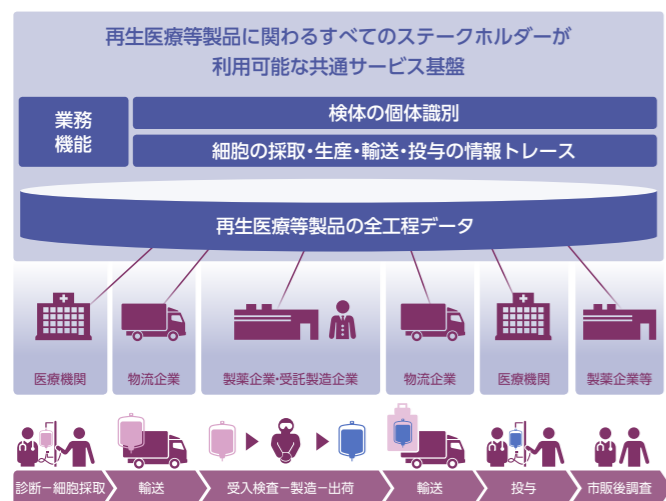 再生医療等製品に関わるすべてのステークホルダーが
利用可能な共通サービス基盤
業務
機能
検体の個体識別
細胞の採取・生産・輸送・投与の情報トレース
再生医療等製品の全工程データ
医療機関
物流企業
製薬企業・受託製造企業
物流企業
医療機関
製薬企業等
診断−細胞採取
輸送
受入検査−製造−出荷
輸送
投与
市販後調査